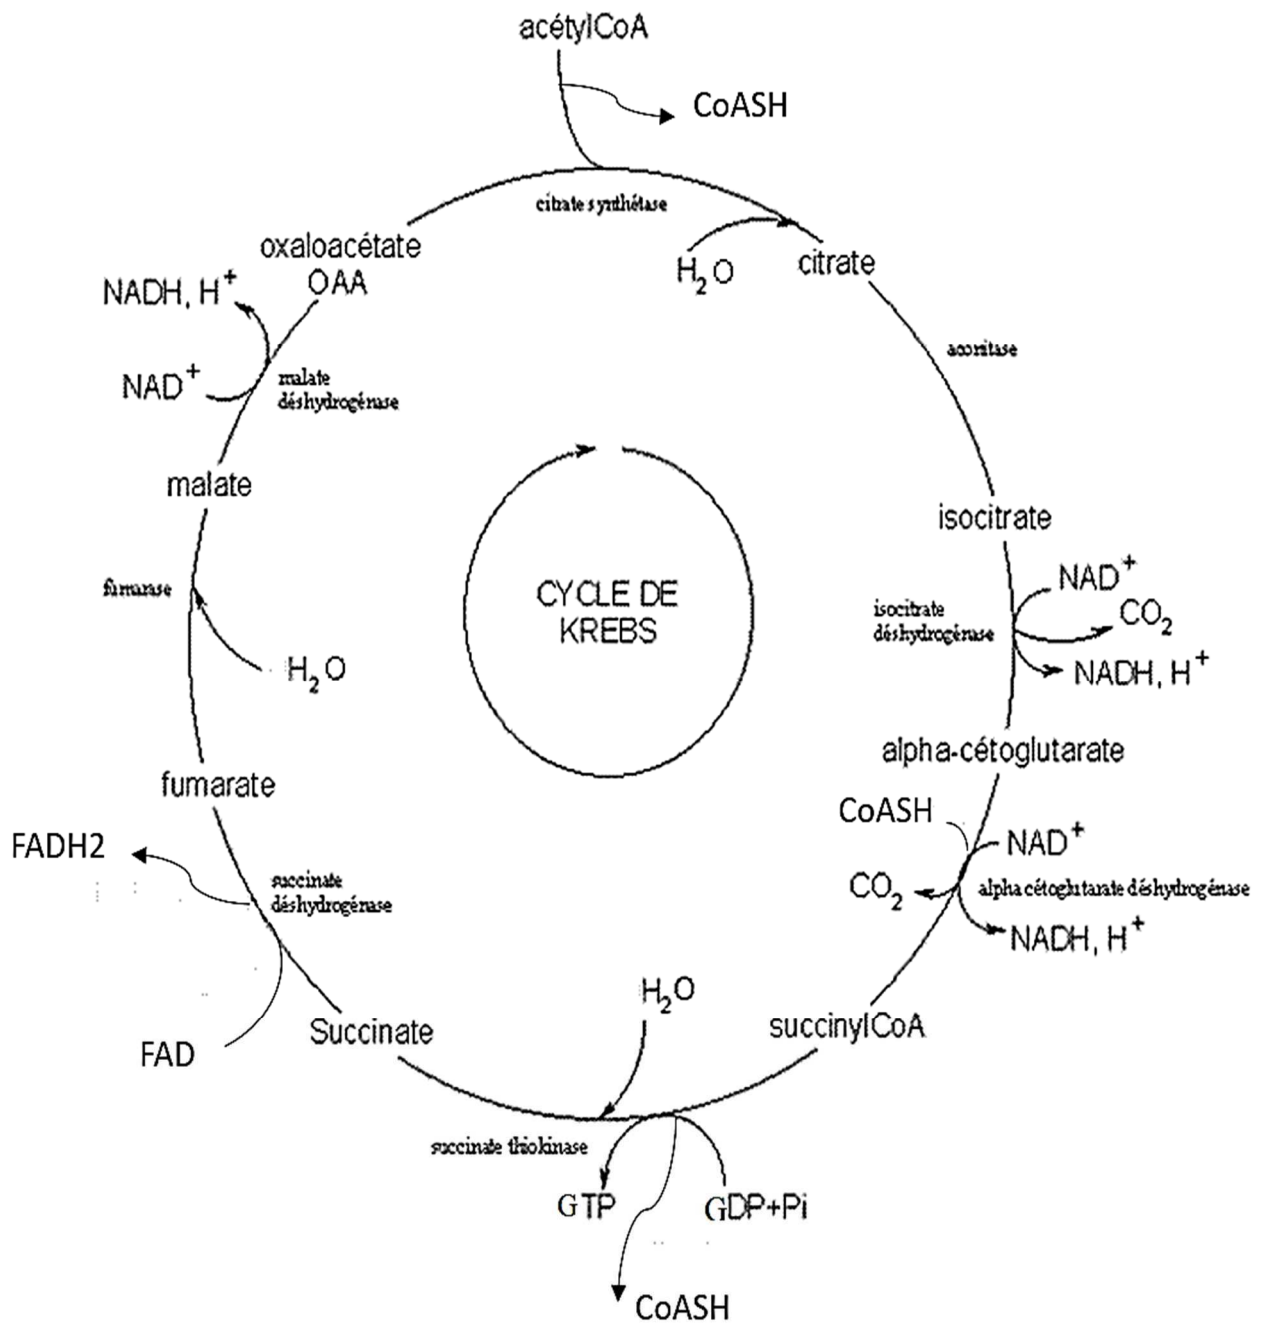 acétylCoA
CoASH
citrate synthétase
H2O
citrate
oxaloacétate
OAA
NADH, H+
NAD+
malate
déshydrogénase
aconitase
malate
isocitrate
fumarase
CYCLE DE
KREBS
isocitrate
déshydrogénase
NAD+
CO2
NADH, H+
H2O
alpha-cétoglutarate
fumarate
CoASH
NAD+
FADH2
CO2
alpha cétoglutarate déshydrogénase
succinate
déshydrogénase
NADH, H+
H2O
succinylCoA
Succinate
FAD
succinate thiokinase
GTP
GDP+Pi
CoASH